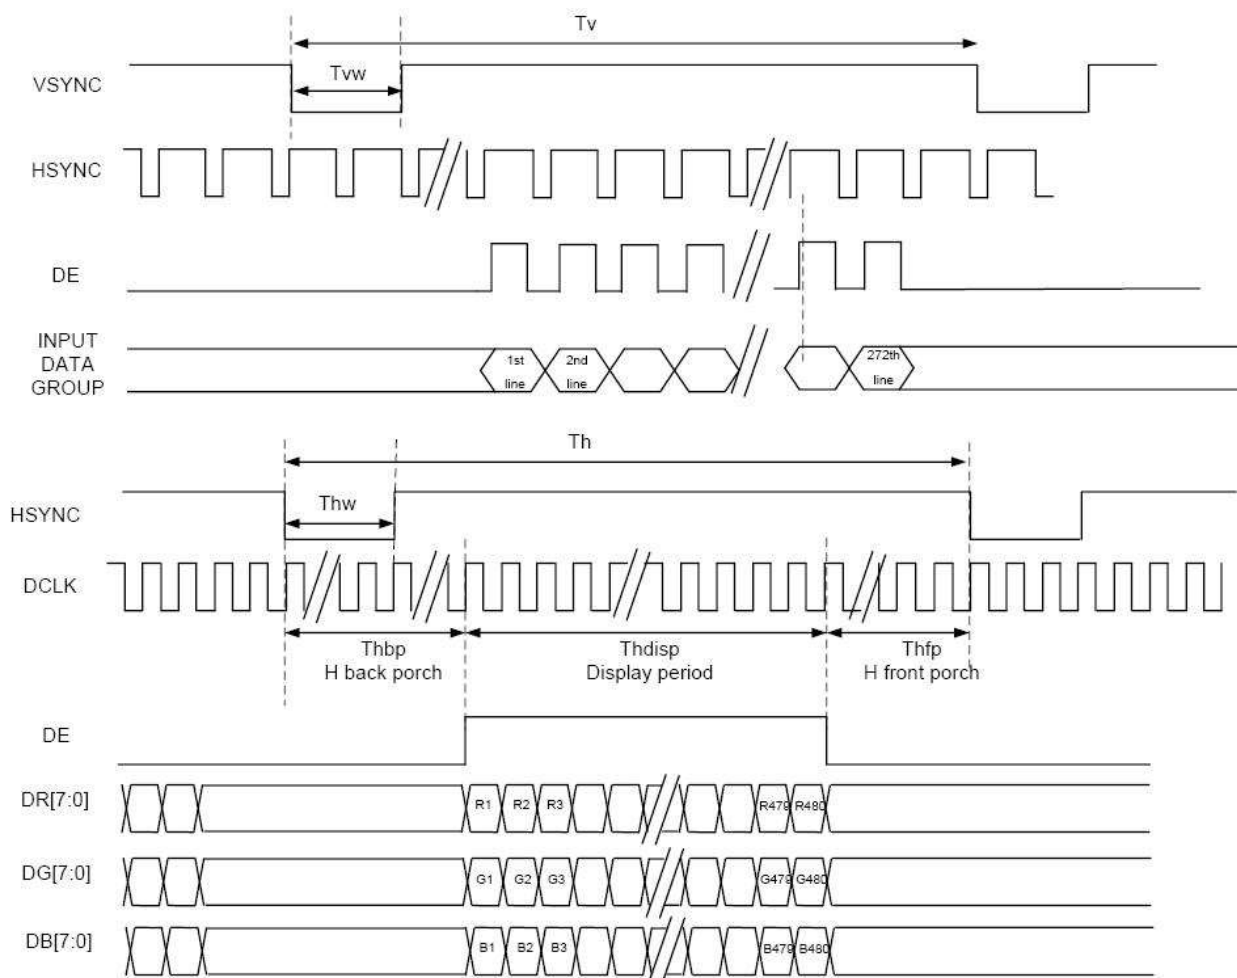 Tv
VSYNC
Tvw
HSYNC
DE
INPUT
DATA
GROUP
1st
line
2nd
line
272th
line
Th
HSYNC
Thw
DCLK
Thbp
H back porch
Thdisp
Display period
Thfp
H front porch
DE
DR[7:0]
R1 R2 R3 R479 R480
DG[7:0]
G1 G2 G3 G479 G480
DB[7:0]
B1 B2 B3 B479 B480